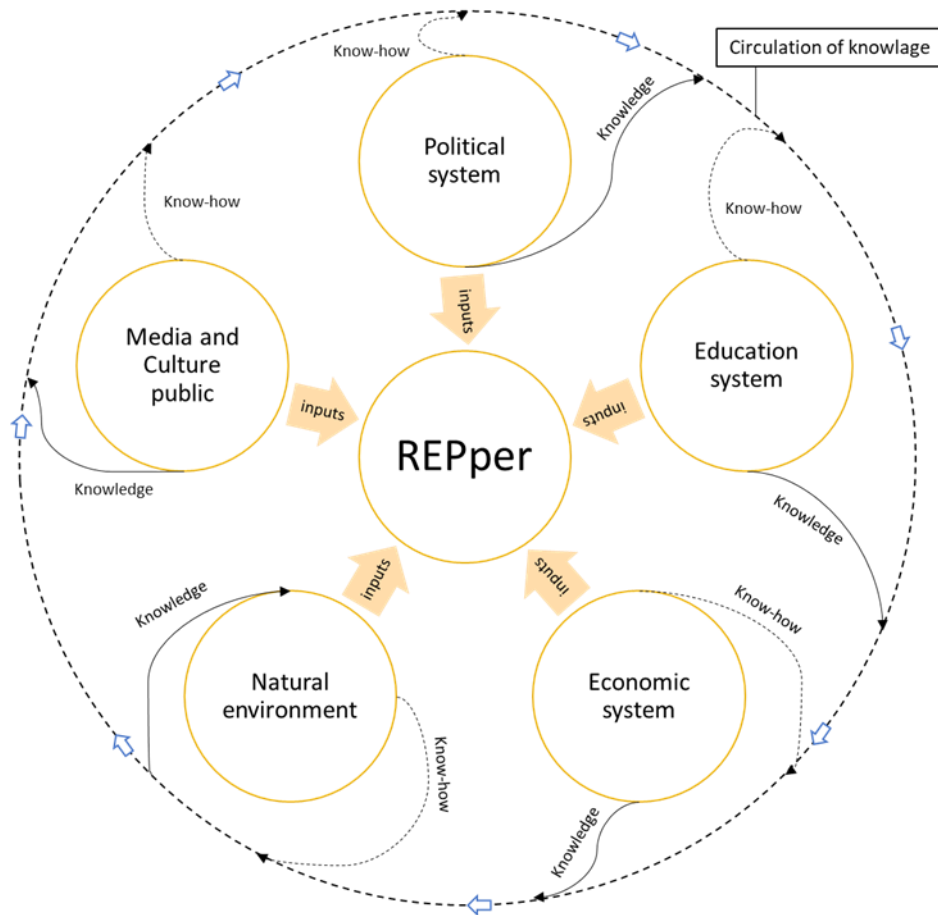 Know-how
Circulation of knowlage
Knowledge
Political
system
Know-how
Know-how
inputs
Media and
Culture
public
Education
system
inputs
inputs
REPper
Knowledge
Knowledge
inputs
inputs
Knowledge
Know-how
Natural
environment
Economic
system
Know-how
Knowledge